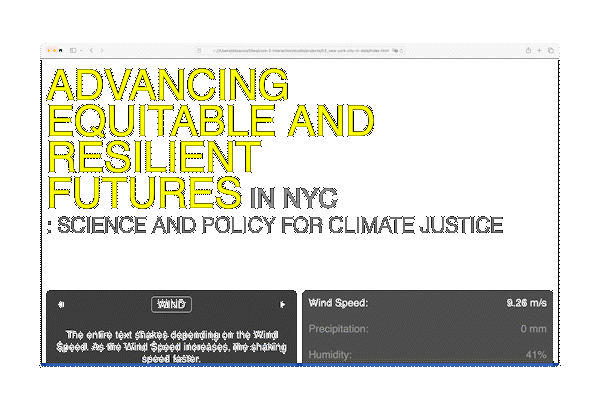 ADVANCING
EQUITABLE AND
RESILIENT
FUTURES IN NYC
: SCIENCE AND POLICY FOR CLIMATE JUSTICE
WIND
The entire text shakes depending on the Wind
Speed. As the Wind Speed increases, the shaking
speed faster.
Wind Speed: 9.26 m/s
Precipitation: 0 mm
Humidity: 41%